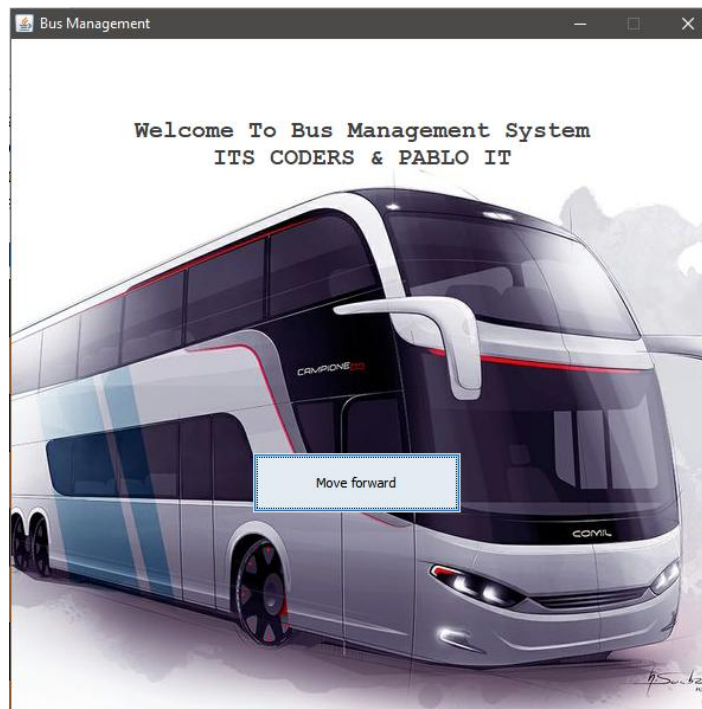 Bus Management
Welcome To Bus Management System
ITS CODERS & PABLO IT
CAMPIONE
Move forward
COMIL